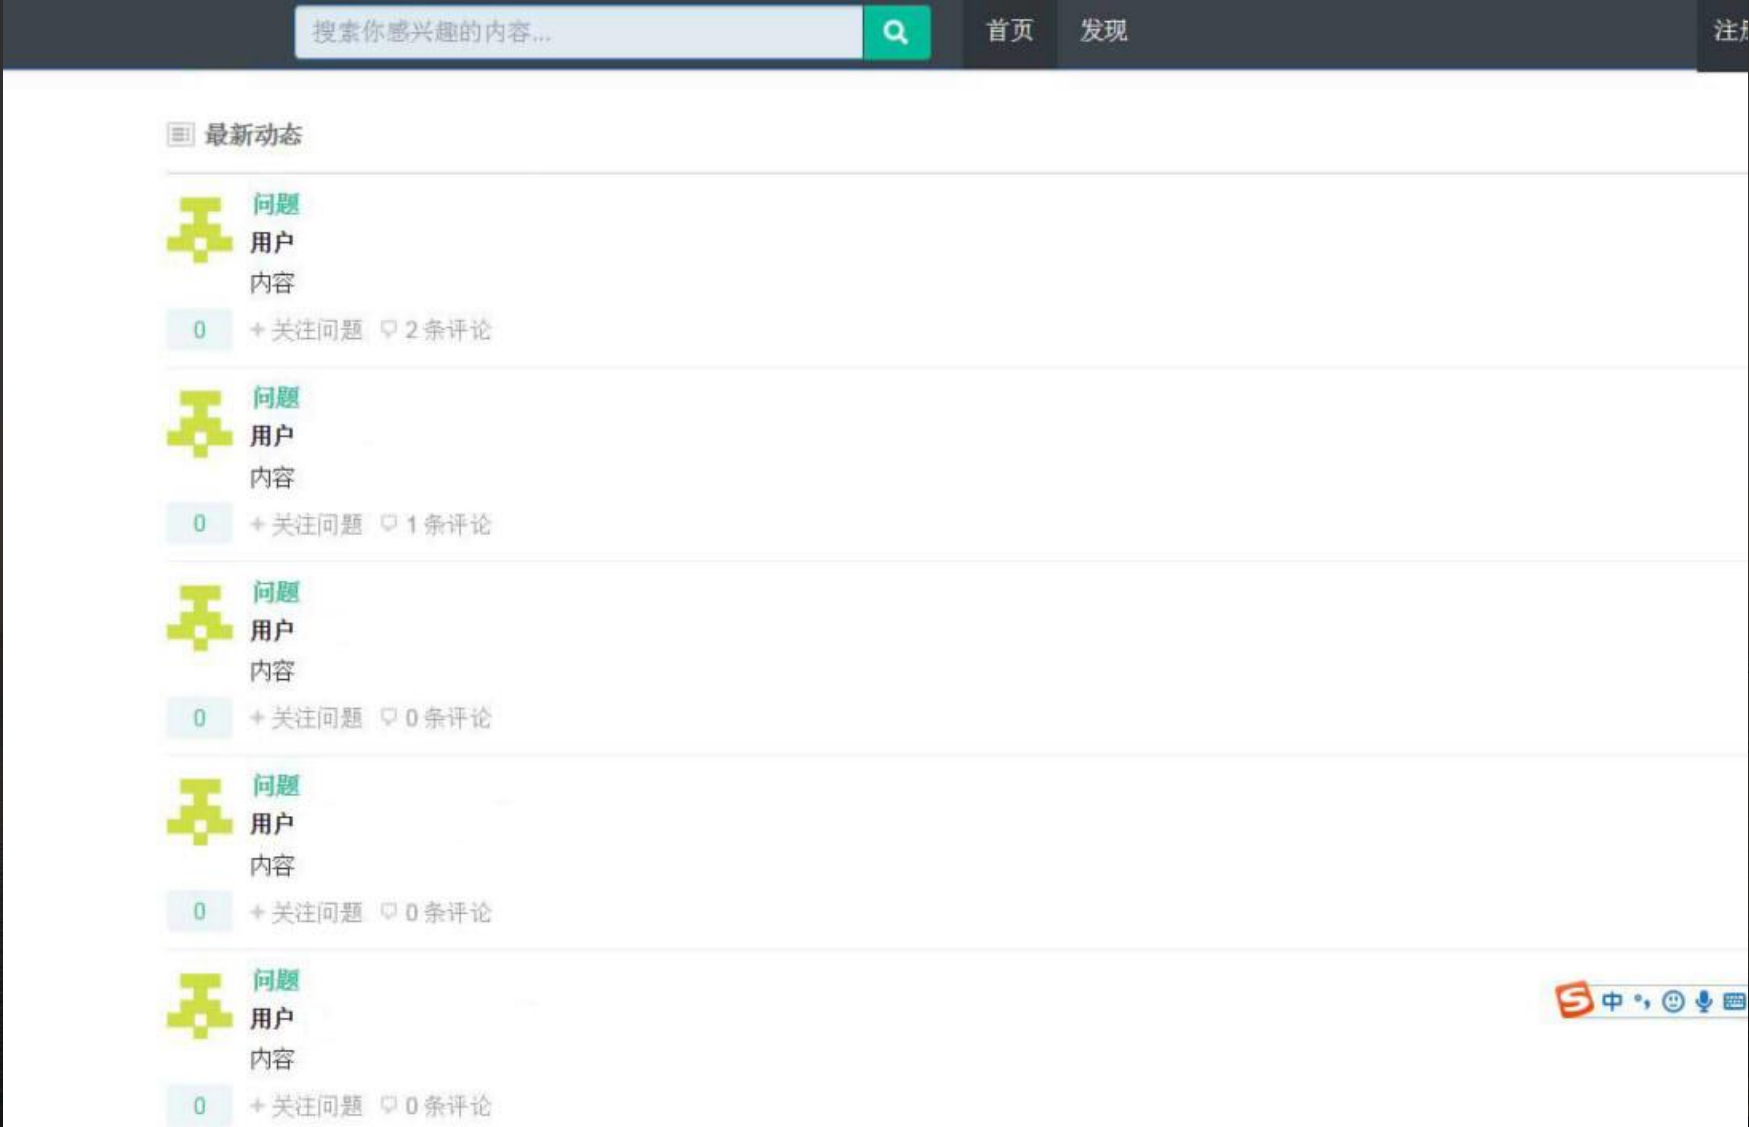 搜索你感兴趣的内容... 首页 发现 注
最新动态
问题
用户
内容
0 + 关注问题 2 条评论
问题
用户
内容
0 + 关注问题 1 条评论
问题
用户
内容
0 + 关注问题 0 条评论
问题
用户
内容
0 + 关注问题 0 条评论
问题
用户
中
内容
0 + 关注问题 0 条评论